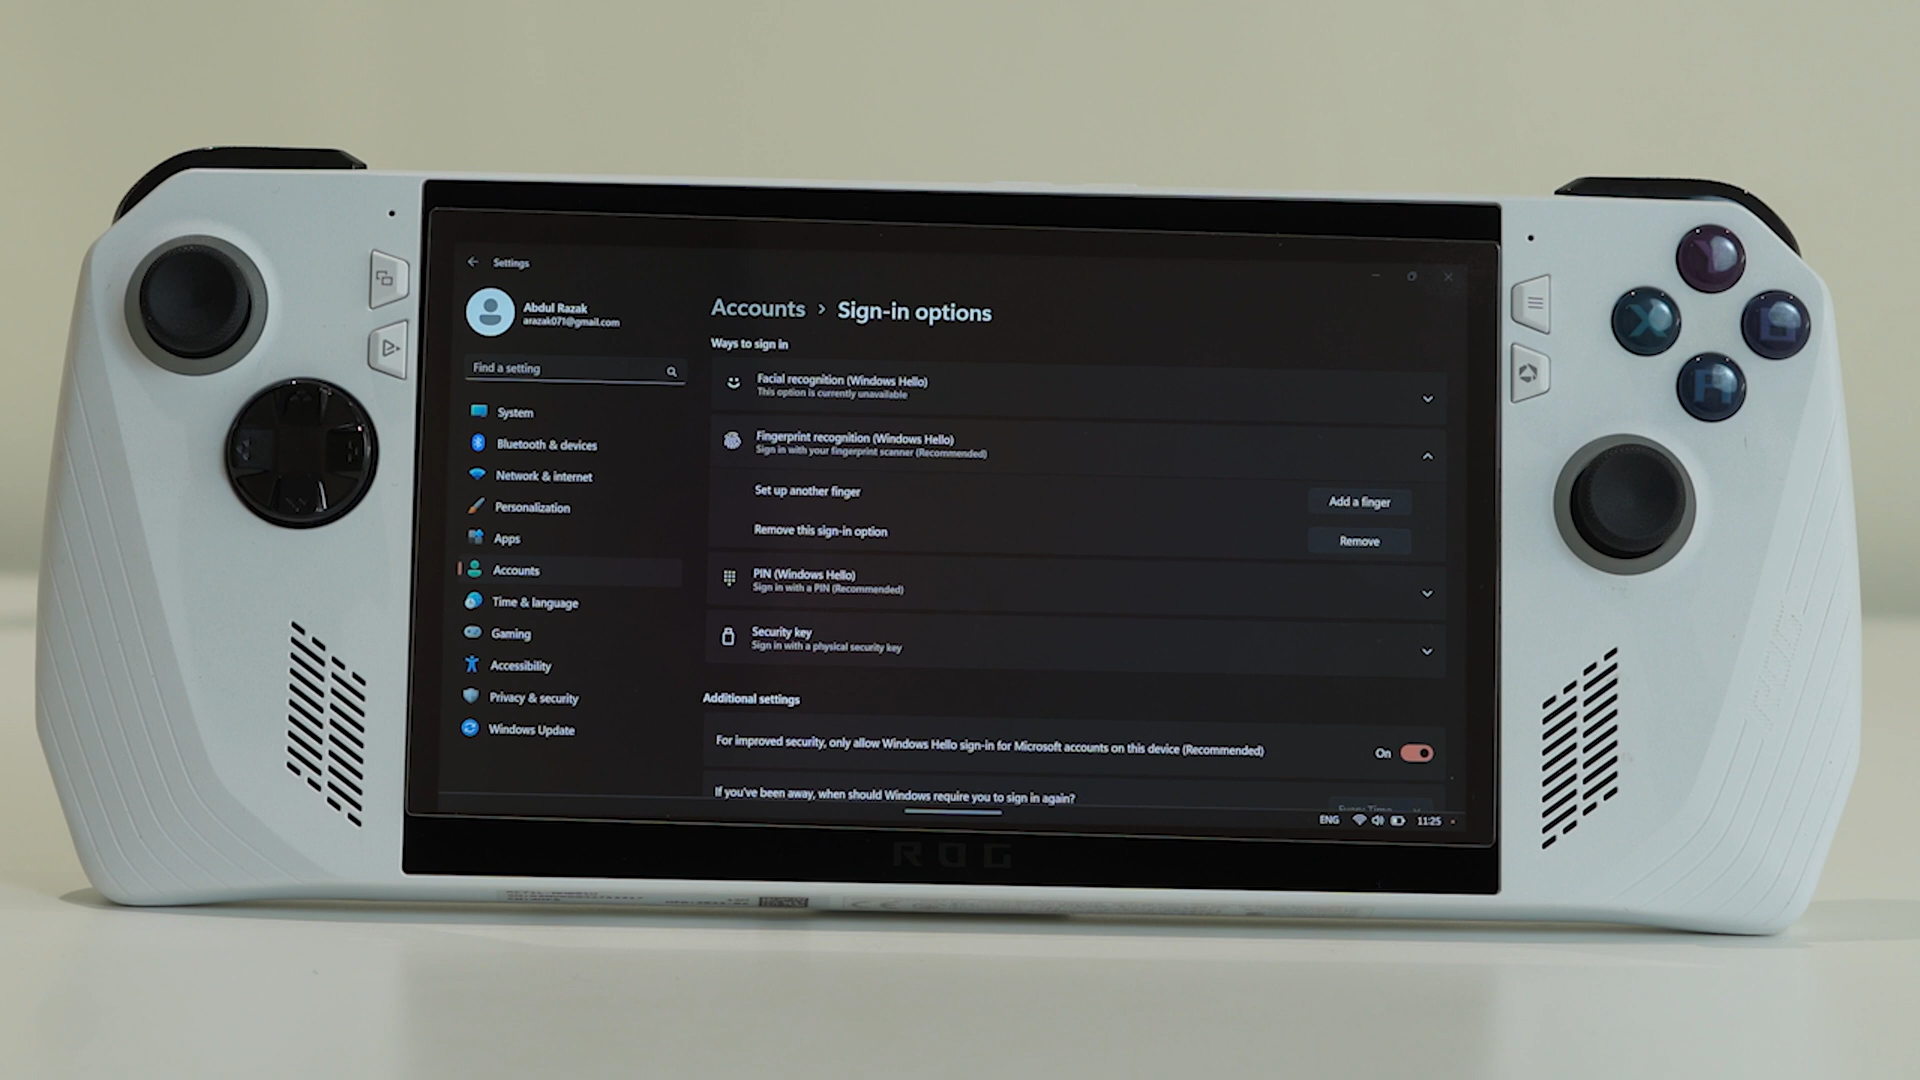 Settings
Abdul Razak
arazak071@gmail.com
Find a setting
System
Bluetooth & devices
Network & internet
Personalization
Apps
Accounts
Time & language
Gaming
Accessibility
Privacy & security
Windows Update
Accounts > Sign-in options
Ways to sign in
Facial recognition (Windows Hello)
This option is currently unavailable
Fingerprint recognition (Windows Hello)
Sign in with your fingerprint scanner (Recommended)
Set up another finger
Add a finger
Remove this sign-in option
Remove
PIN (Windows Hello)
Sign in with a PIN (Recommended)
Security key
Sign in with a physical security key
Additional settings
For improved security, only allow Windows Hello sign-in for Microsoft accounts on this device (Recommended)
On
If you've been away, when should Windows require you to sign in again?
Every Time
ENG
11:25
ROG
Y
X
B
A